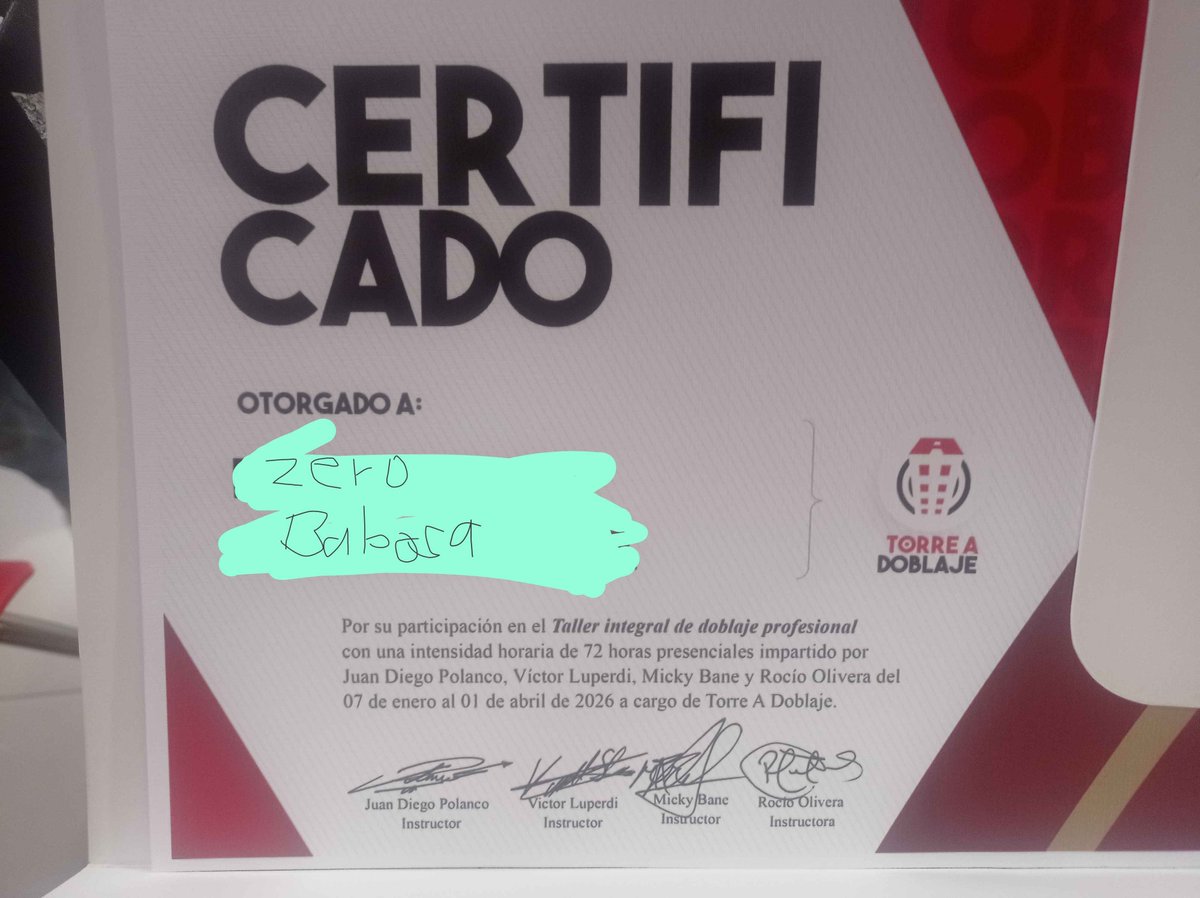 CERTIFI
CADO
OTORGADO A:
Zero
Babasa
TORRE A
DOBLAJE
Por su participación en el Taller integral de doblaje profesional
con una intensidad horaria de 72 horas presenciales impartido por
Juan Diego Polanco, Víctor Luperdi, Micky Bane y Rocío Olivera del
07 de enero al 01 de abril de 2026 a cargo de Torre A Doblaje.
Juan Diego Polanco Víctor Luperdi Micky Bane Rocío Olivera
Instructor Instructor Instructor Instructora